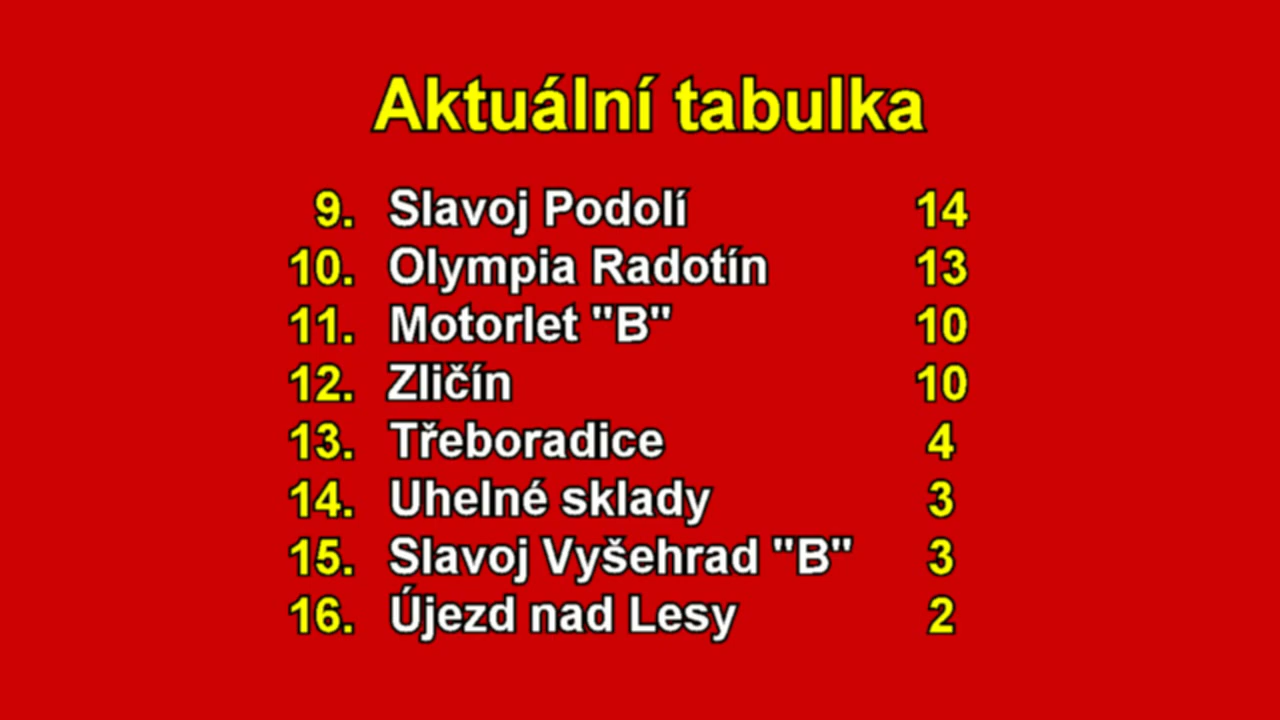 Aktuální tabulka
9. Slavoj Podolí 14
10. Olympia Radotín 13
11. Motorlet "B" 10
12. Zličín 10
13. Třeboradice 4
14. Uhelné sklady 3
15. Slavoj Vyšehrad "B" 3
16. Újezd nad Lesy 2